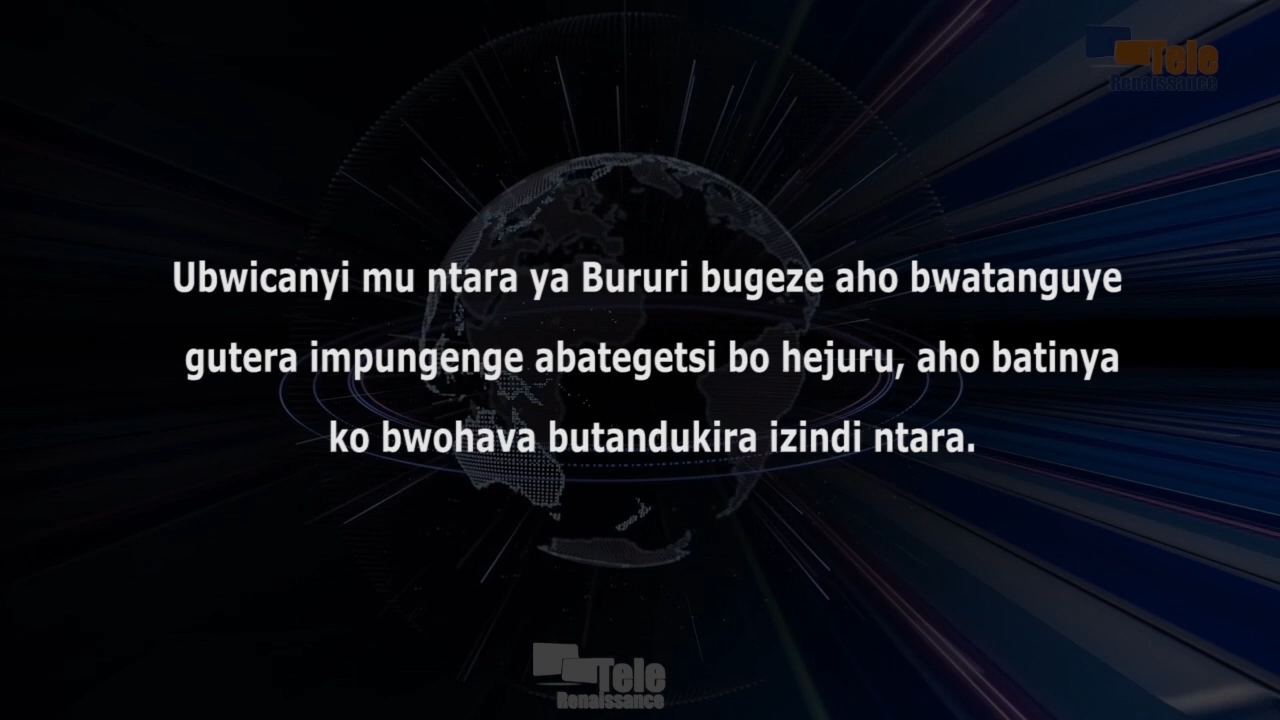 Tele
Renaissance
Ubwicanyi mu ntara ya Bururi bugeze aho bwatanguye
gutera impungenge abategetsi bo hejuru, aho batinya
ko bwohava butandukira izindi ntara.
Tele
Renaissance